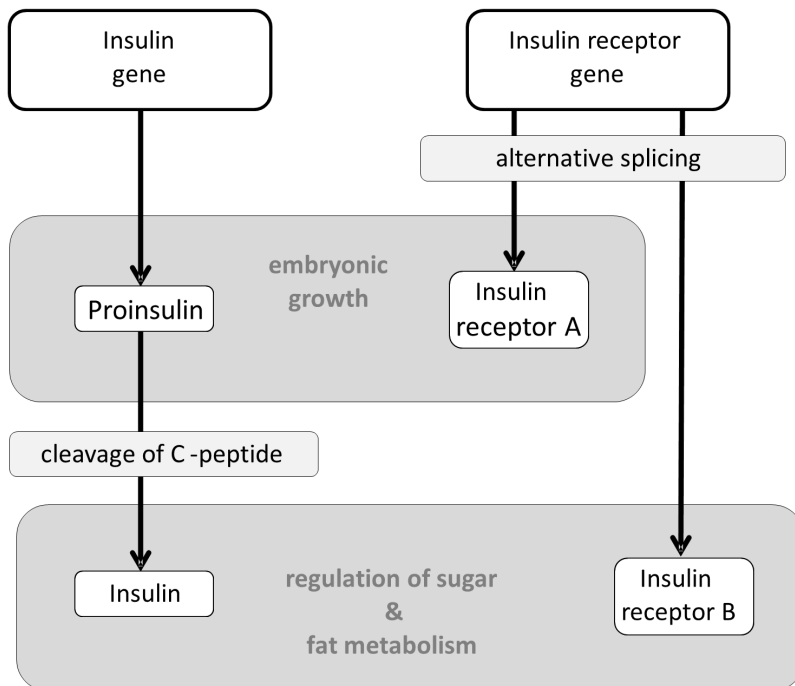 Insulin
gene
Insulin receptor
gene
alternative splicing
embryonic
growth
Proinsulin
Insulin
receptor A
cleavage of C-peptide
Insulin
regulation of sugar
&
fat metabolism
Insulin
receptor B